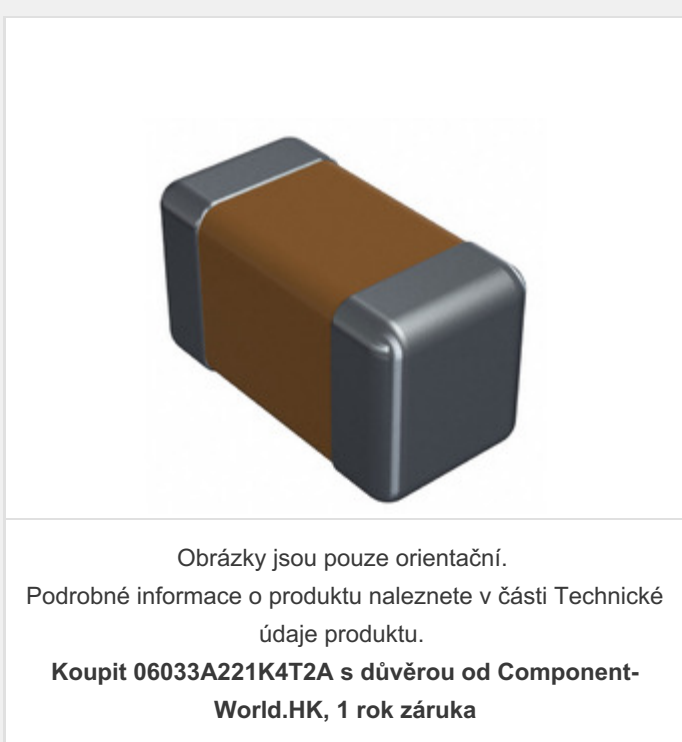 Obrázky jsou pouze orientační.
Podrobné informace o produktu naleznete v části Technické
údaje produktu.
Koupit 06033A221K4T2A s důvěrou od Component-
World.HK, 1 rok záruka